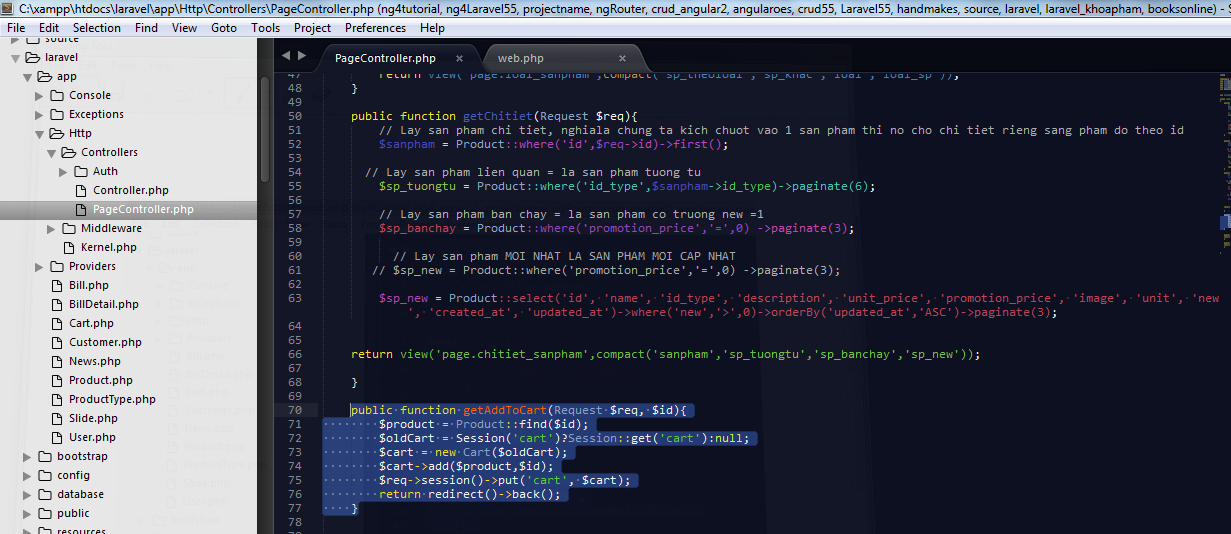 C:\xampp\htdocs\laravel\app\Http\Controllers\PageController.php (ng4tutorial, ng4Laravel55, projectname, ngRouter, crud_angular2, angularoes, crud55, Laravel55, handmakes, source, laravel, laravel_khoapham, booksonline) - S
File Edit Selection Find View Goto Tools Project Preferences Help
source
laravel
app
Console
Exceptions
Http
Controllers
Auth
Controller.php
PageController.php
Middleware
Kernel.php
Providers
Bill.php
BillDetail.php
Cart.php
Customer.php
News.php
Product.php
ProductType.php
Slide.php
User.php
bootstrap
config
database
public
resources
PageController.php × web.php ×
47 return view('page.loai_sanpham',compact('sp_theoloai','sp_khac','loai','loai_sp'));
48 }
49
50 public function getChitiet(Request $req){
51 // Lay san pham chi tiet, nghiala chung ta kich chuot vao 1 san pham thi no cho chi tiet rieng sang pham do theo id
52 $sanpham = Product::where('id',$req->id)->first();
53
54 // Lay san pham lien quan = la san pham tuong tu
55 $sp_tuongtu = Product::where('id_type',$sanpham->id_type)->paginate(6);
56
57 // Lay san pham ban chay = la san pham co truong new =1
58 $sp_banchay = Product::where('promotion_price','=',0) ->paginate(3);
59
60 // Lay san pham MOI NHAT LA SAN PHAM MOI CAP NHAT
61 // $sp_new = Product::where('promotion_price','=',0) ->paginate(3);
62
63 $sp_new = Product::select('id', 'name', 'id_type', 'description', 'unit_price', 'promotion_price', 'image', 'unit', 'new
', 'created_at', 'updated_at')->where('new','>',0)->orderBy('updated_at','ASC')->paginate(3);
64
65
66 return view('page.chitiet_sanpham',compact('sanpham','sp_tuongtu','sp_banchay','sp_new'));
67
68 }
69
70 public function getAddToCart(Request $req, $id){
71 $product = Product::find($id);
72 $oldCart = Session('cart')?Session::get('cart'):null;
73 $cart = new Cart($oldCart);
74 $cart->add($product,$id);
75 $req->session()->put('cart', $cart);
76 return redirect()->back();
77 }
78